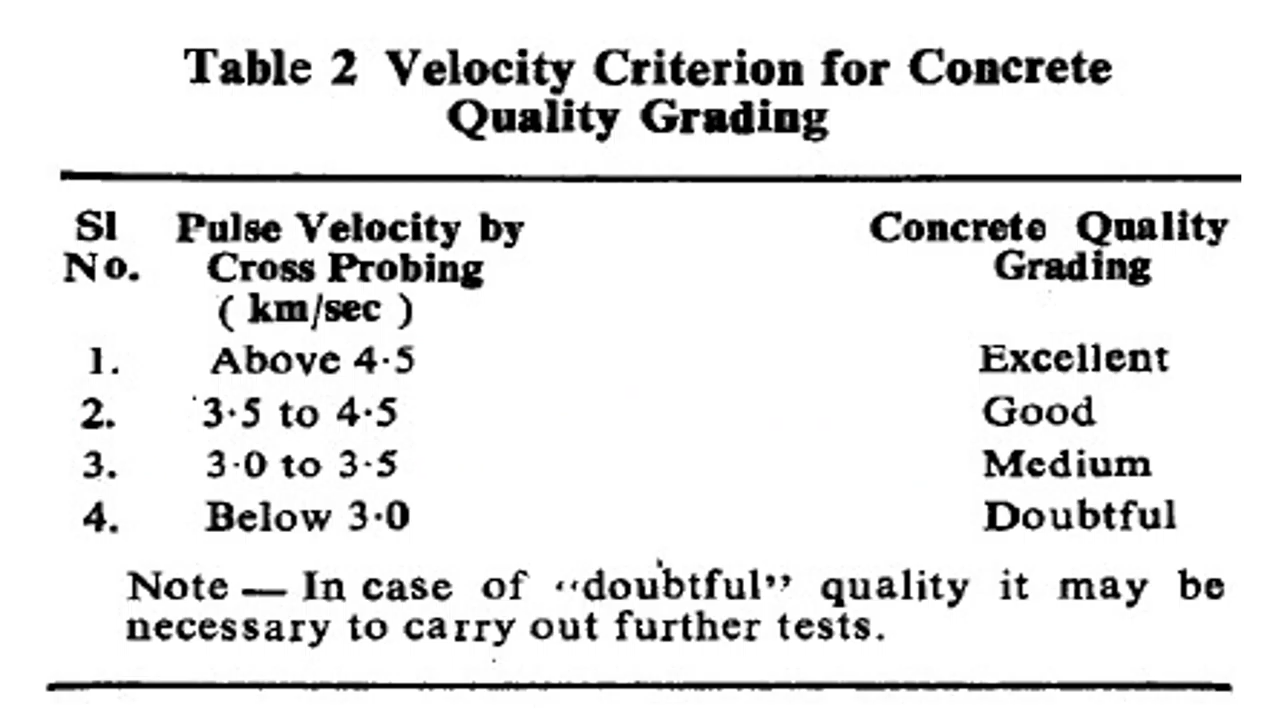 Table 2 Velocity Criterion for Concrete
Quality Grading
Sl No. Pulse Velocity by Cross Probing ( km/sec ) Concrete Quality Grading
1. Above 4·5 Excellent
2. 3·5 to 4·5 Good
3. 3·0 to 3·5 Medium
4. Below 3·0 Doubtful
Note — In case of “doubtful” quality it may be
necessary to carry out further tests.